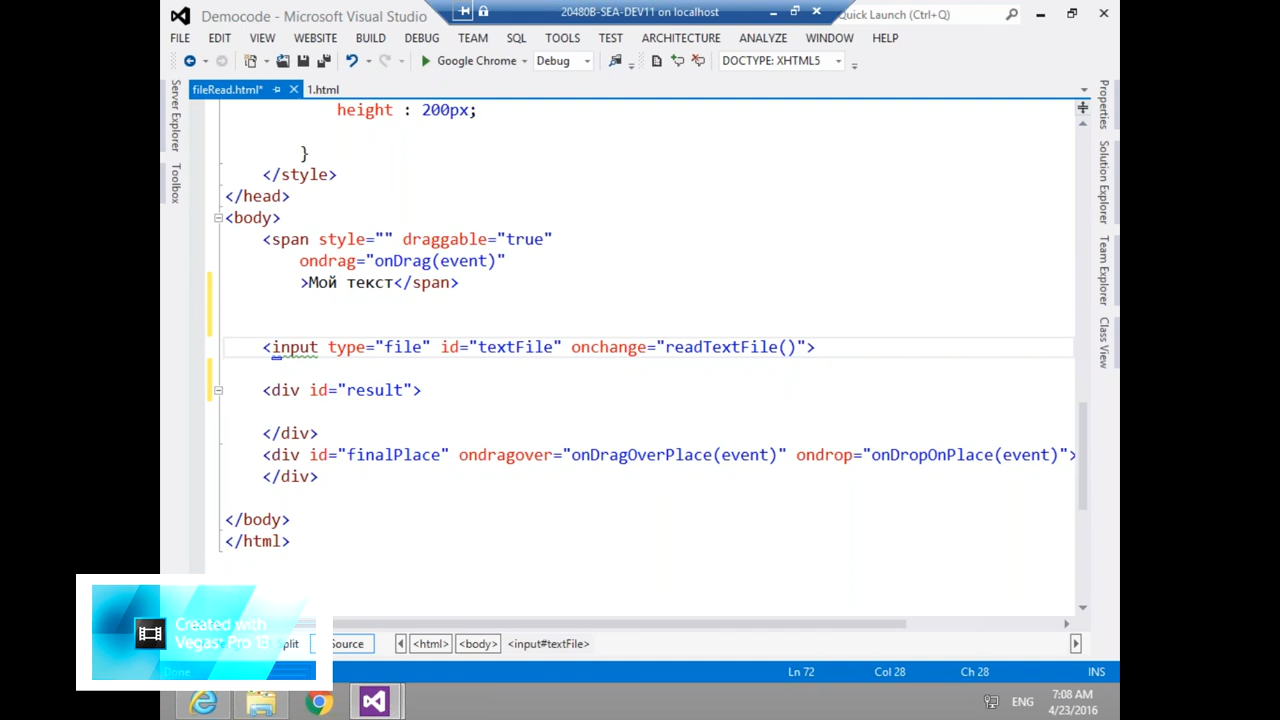 Democode - Microsoft Visual Studio
20480B-SEA-DEV11 on localhost
Quick Launch (Ctrl+Q)
FILE EDIT VIEW WEBSITE BUILD DEBUG TEAM SQL TOOLS TEST ARCHITECTURE ANALYZE WINDOW HELP
Google Chrome Debug DOCTYPE: XHTML5
fileRead.html* 1.html
Server Explorer
Toolbox
Properties
Solution Explorer
Team Explorer
Class View
height : 200px;
}
</style>
</head>
<body>
<span style="" draggable="true"
ondrag="onDrag(event)"
>Мой текст</span>
<input type="file" id="textFile" onchange="readTextFile()">
<div id="result">
</div>
<div id="finalPlace" ondragover="onDragOverPlace(event)" ondrop="onDropOnPlace(event)">
</div>
</body>
</html>
Created with
Vegas Pro 13
Source <html> <body> <input#textFile>
Done Ln 72 Col 28 Ch 28 INS
ENG
7:08 AM
4/23/2016